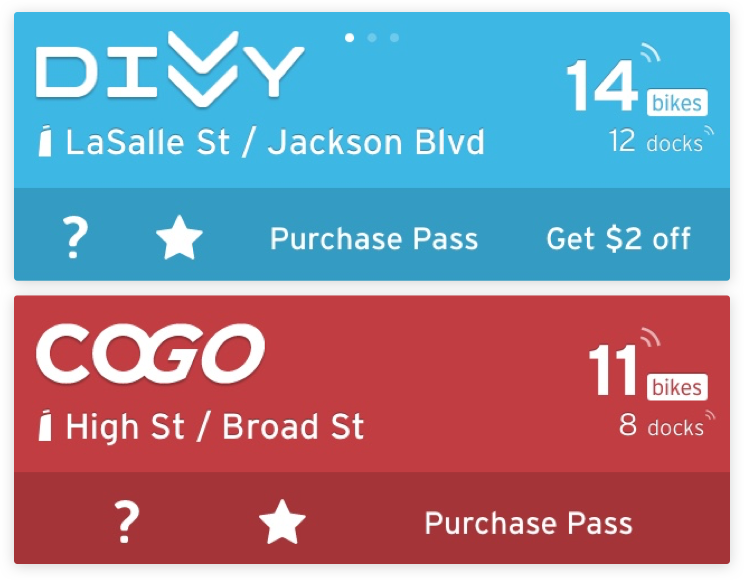 DIVVY
14 bikes
LaSalle St / Jackson Blvd
12 docks
? Purchase Pass Get $2 off
COGO
11 bikes
High St / Broad St
8 docks
? Purchase Pass